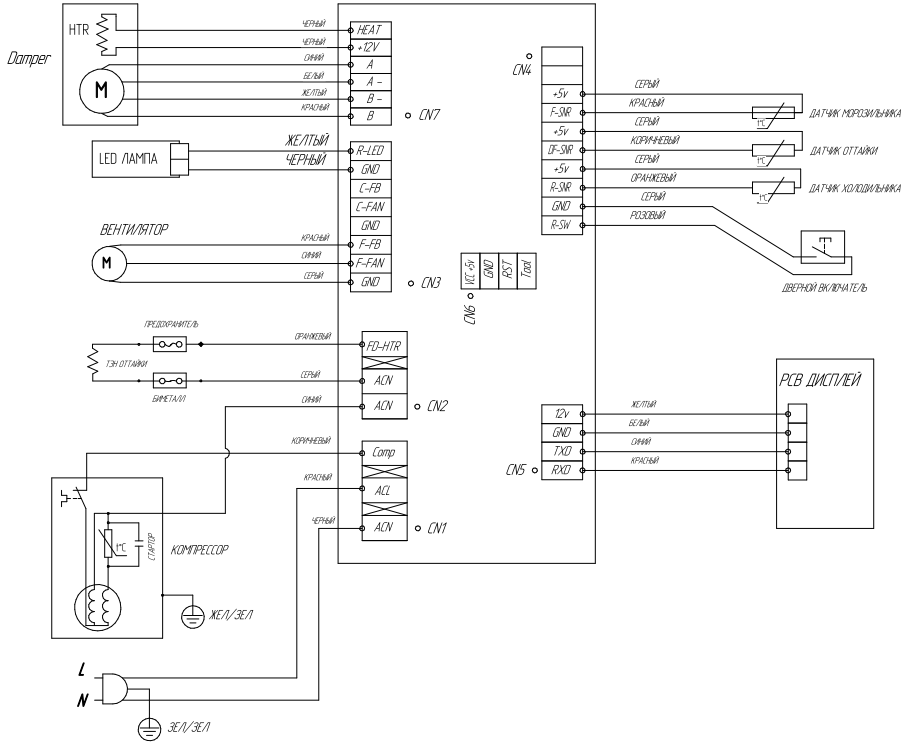 Damper
HTR
M
ЧЕРНЫЙ
ЧЕРНЫЙ
СИНИЙ
БЕЛЫЙ
ЖЕЛТЫЙ
КРАСНЫЙ
HEAT
+12V
A
A -
B -
B
CN7
LED ЛАМПА
ЖЕЛТЫЙ
ЧЕРНЫЙ
R-LED
GND
C-FB
C-FAN
GND
F-FB
F-FAN
GND
CN3
ВЕНТИЛЯТОР
M
КРАСНЫЙ
СИНИЙ
СЕРЫЙ
ПРЕДОХРАНИТЕЛЬ
ТЭН ОТТАЙКИ
БИМЕТАЛЛ
ОРАНЖЕВЫЙ
СЕРЫЙ
СИНИЙ
FD-HTR
ACN
ACN
CN2
КОРИЧНЕВЫЙ
КРАСНЫЙ
ЧЕРНЫЙ
Comp
ACL
ACN
CN1
t°C
СТАРТОР
КОМПРЕССОР
ЖЕЛ/ЗЕЛ
L
N
ЗЕЛ/ЗЕЛ
CN4
+5v
F-SNR
+5v
DF-SNR
+5v
R-SNR
GND
R-SW
СЕРЫЙ
КРАСНЫЙ
СЕРЫЙ
КОРИЧНЕВЫЙ
СЕРЫЙ
ОРАНЖЕВЫЙ
СЕРЫЙ
РОЗОВЫЙ
t°C
ДАТЧИК МОРОЗИЛЬНИКА
t°C
ДАТЧИК ОТТАЙКИ
t°C
ДАТЧИК ХОЛОДИЛЬНИКА
ДВЕРНОЙ ВКЛЮЧАТЕЛЬ
VCC +5v
GND
RST
Tool
CN6
12v
GND
TXD
RXD
CN5
ЖЕЛТЫЙ
БЕЛЫЙ
СИНИЙ
КРАСНЫЙ
PCB ДИСПЛЕЙ